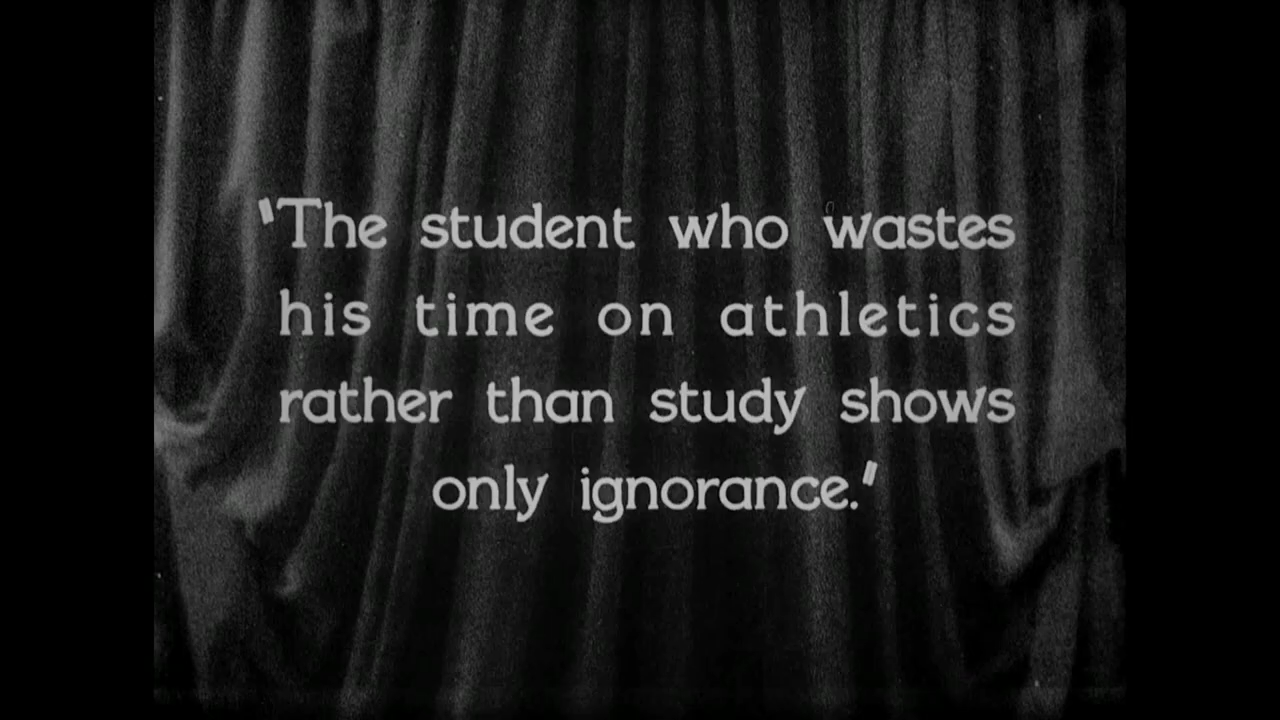 "The student who wastes
his time on athletics
rather than study shows
only ignorance."